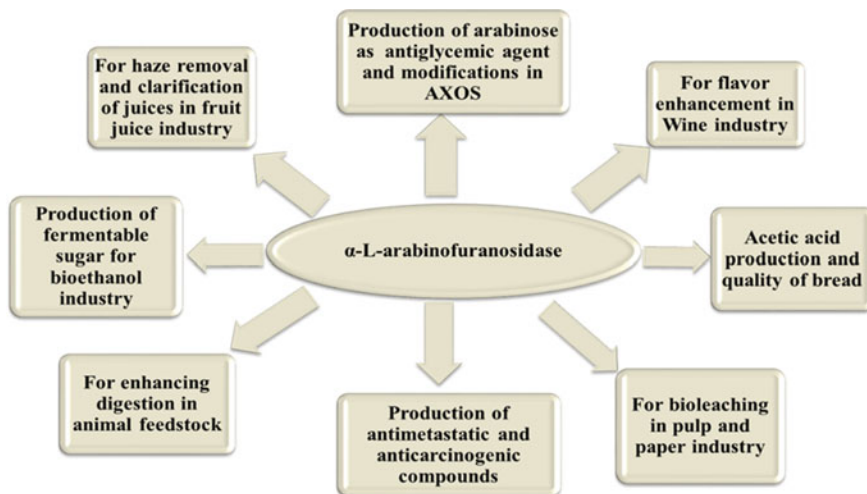 Production of arabinose
as antiglycemic agent
and modifications in
AXOS
For haze removal
and clarification
of juices in fruit
juice industry
For flavor
enhancement in
Wine industry
Production of
fermentable
sugar for
bioethanol
industry
α-L-arabinofuranosidase
Acetic acid
production and
quality of bread
For enhancing
digestion in
animal feedstock
Production of
antimetastatic and
anticarcinogenic
compounds
For bioleaching
in pulp and
paper industry